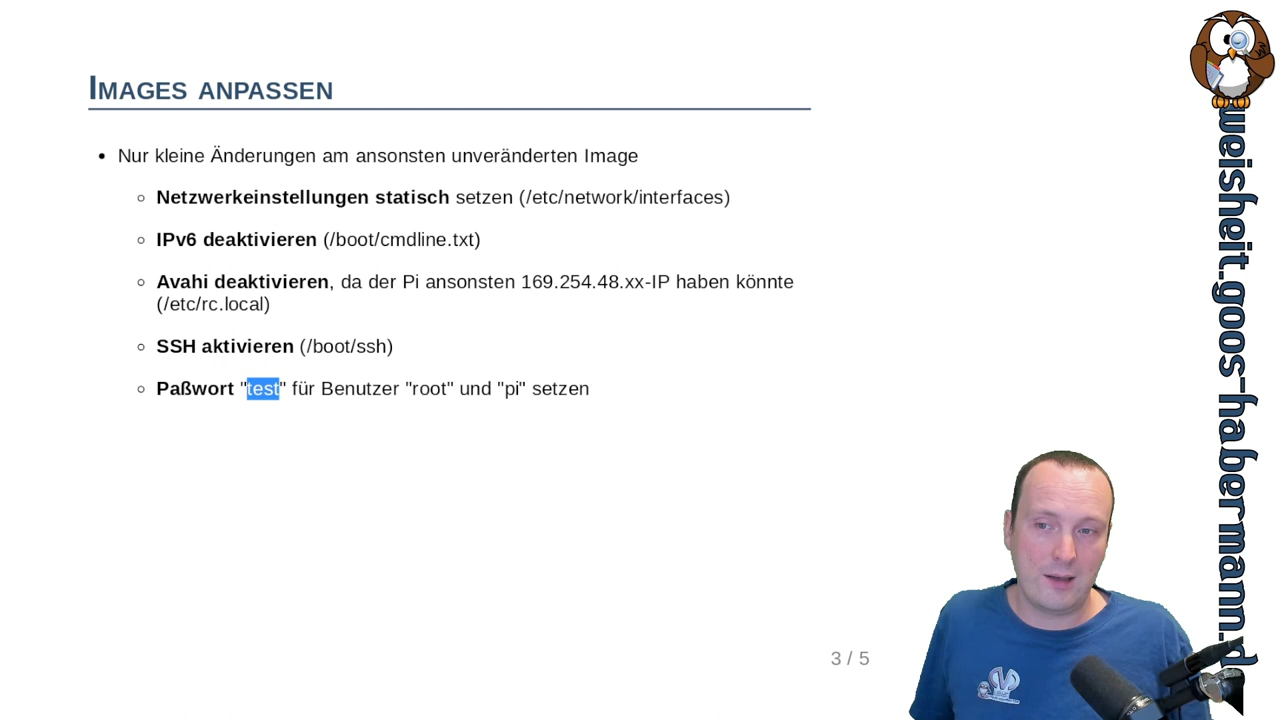 Images anpassen
• Nur kleine Änderungen am ansonsten unveränderten Image
◦ Netzwerkeinstellungen statisch setzen (/etc/network/interfaces)
◦ IPv6 deaktivieren (/boot/cmdline.txt)
◦ Avahi deaktivieren, da der Pi ansonsten 169.254.48.xx-IP haben könnte
(/etc/rc.local)
◦ SSH aktivieren (/boot/ssh)
◦ Paßwort "test" für Benutzer "root" und "pi" setzen
3 / 5
weisheit.goos-habermann.d